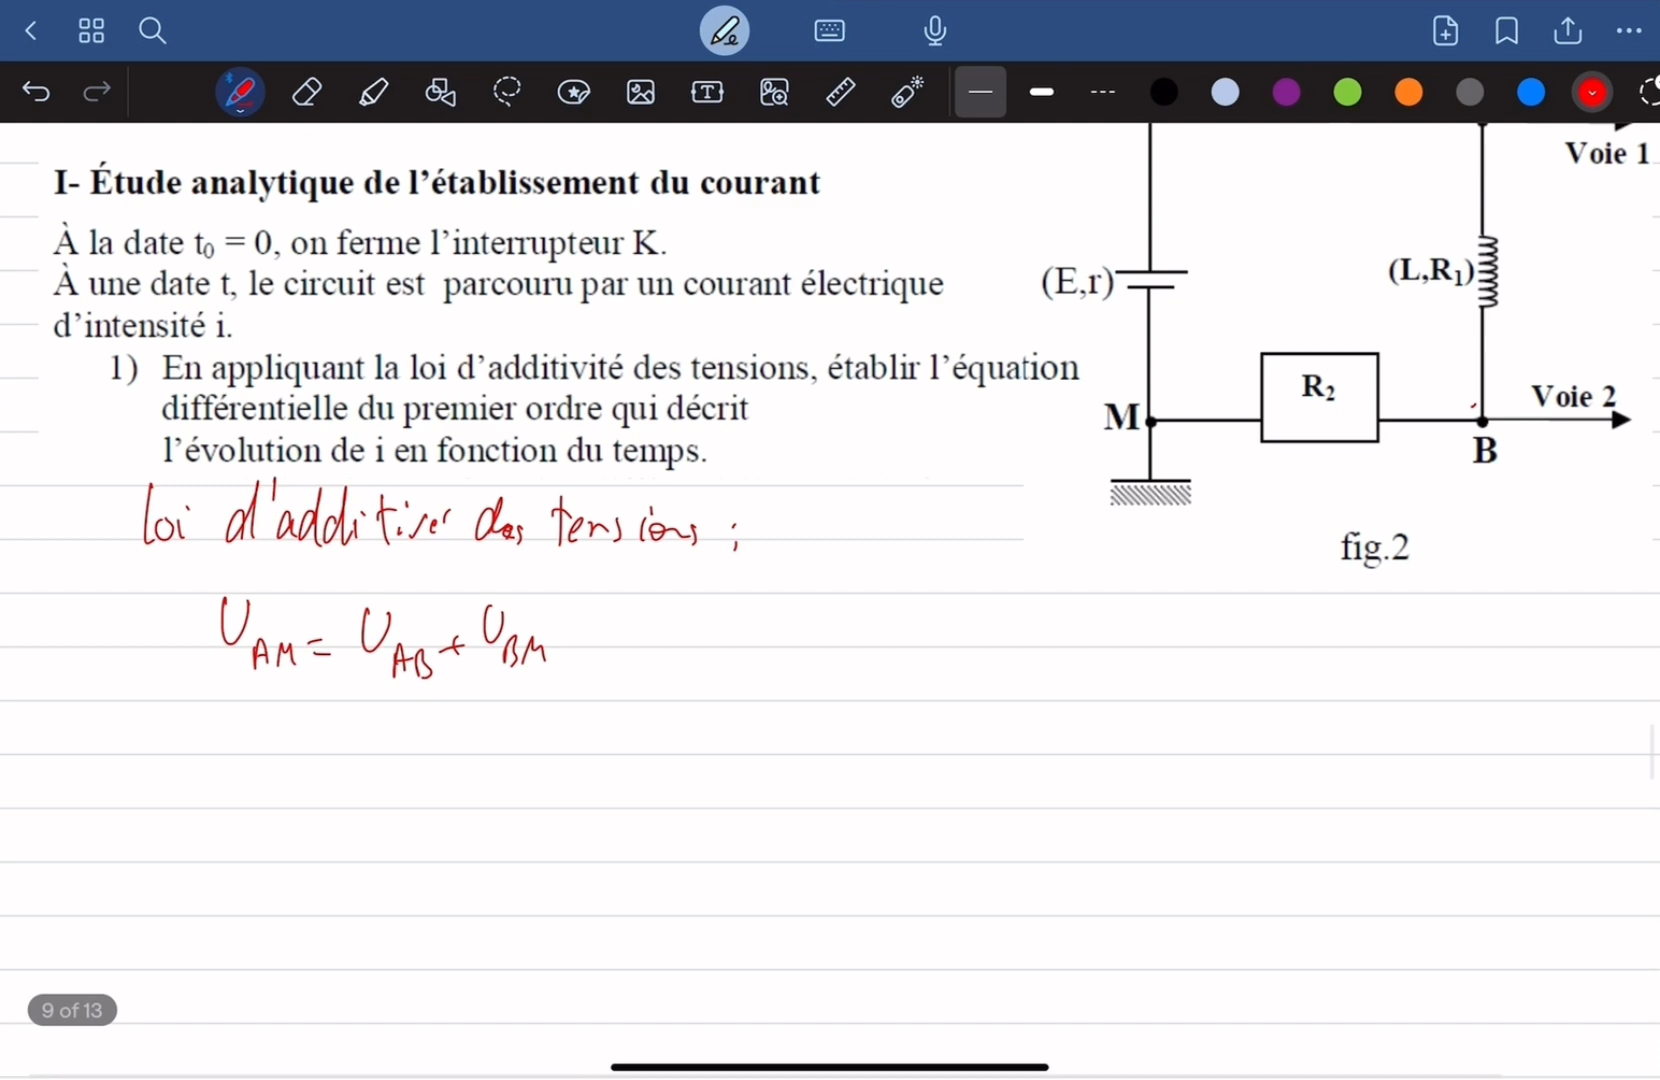 I- Étude analytique de l’établissement du courant
À la date t₀ = 0, on ferme l’interrupteur K.
À une date t, le circuit est parcouru par un courant électrique
d’intensité i.
1) En appliquant la loi d’additivité des tensions, établir l’équation
différentielle du premier ordre qui décrit
l’évolution de i en fonction du temps.
Voie 1
(E,r)
(L,R₁)
R₂
Voie 2
M
B
fig.2
loi d'additiver des tensions ;
U_AM = U_AB + U_BM
9 of 13